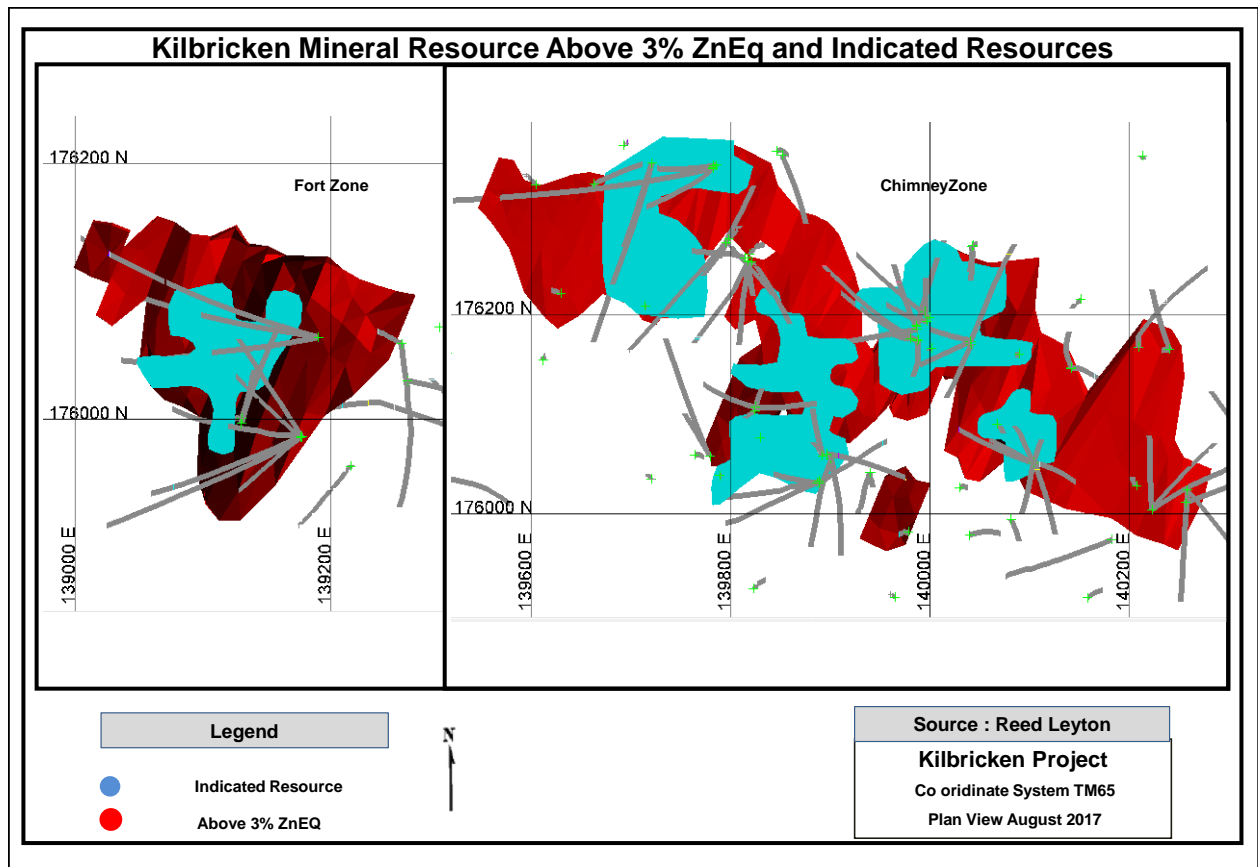 Kilbricken Mineral Resource Above 3% ZnEq and Indicated Resources
176200 N
Fort Zone
176000 N
139000 E
139200 E
ChimneyZone
176200 N
176000 N
139600 E
139800 E
140000 E
140200 E
Legend
Indicated Resource
Above 3% ZnEQ
N
Source : Reed Leyton
Kilbricken Project
Co oridinate System TM65
Plan View August 2017